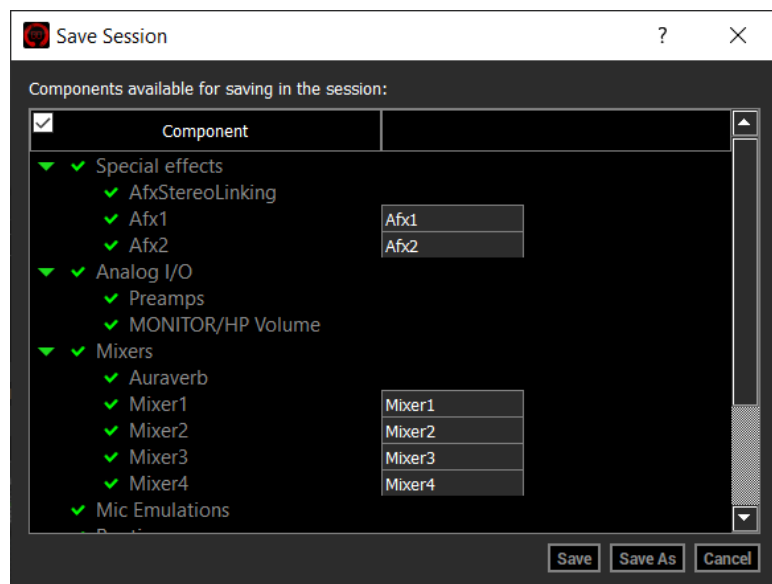 Save Session ?
Components available for saving in the session:
Component
Special effects
AfxStereoLinking
Afx1 Afx1
Afx2 Afx2
Analog I/O
Preamps
MONITOR/HP Volume
Mixers
Auraverb
Mixer1 Mixer1
Mixer2 Mixer2
Mixer3 Mixer3
Mixer4 Mixer4
Mic Emulations
Save Save As Cancel